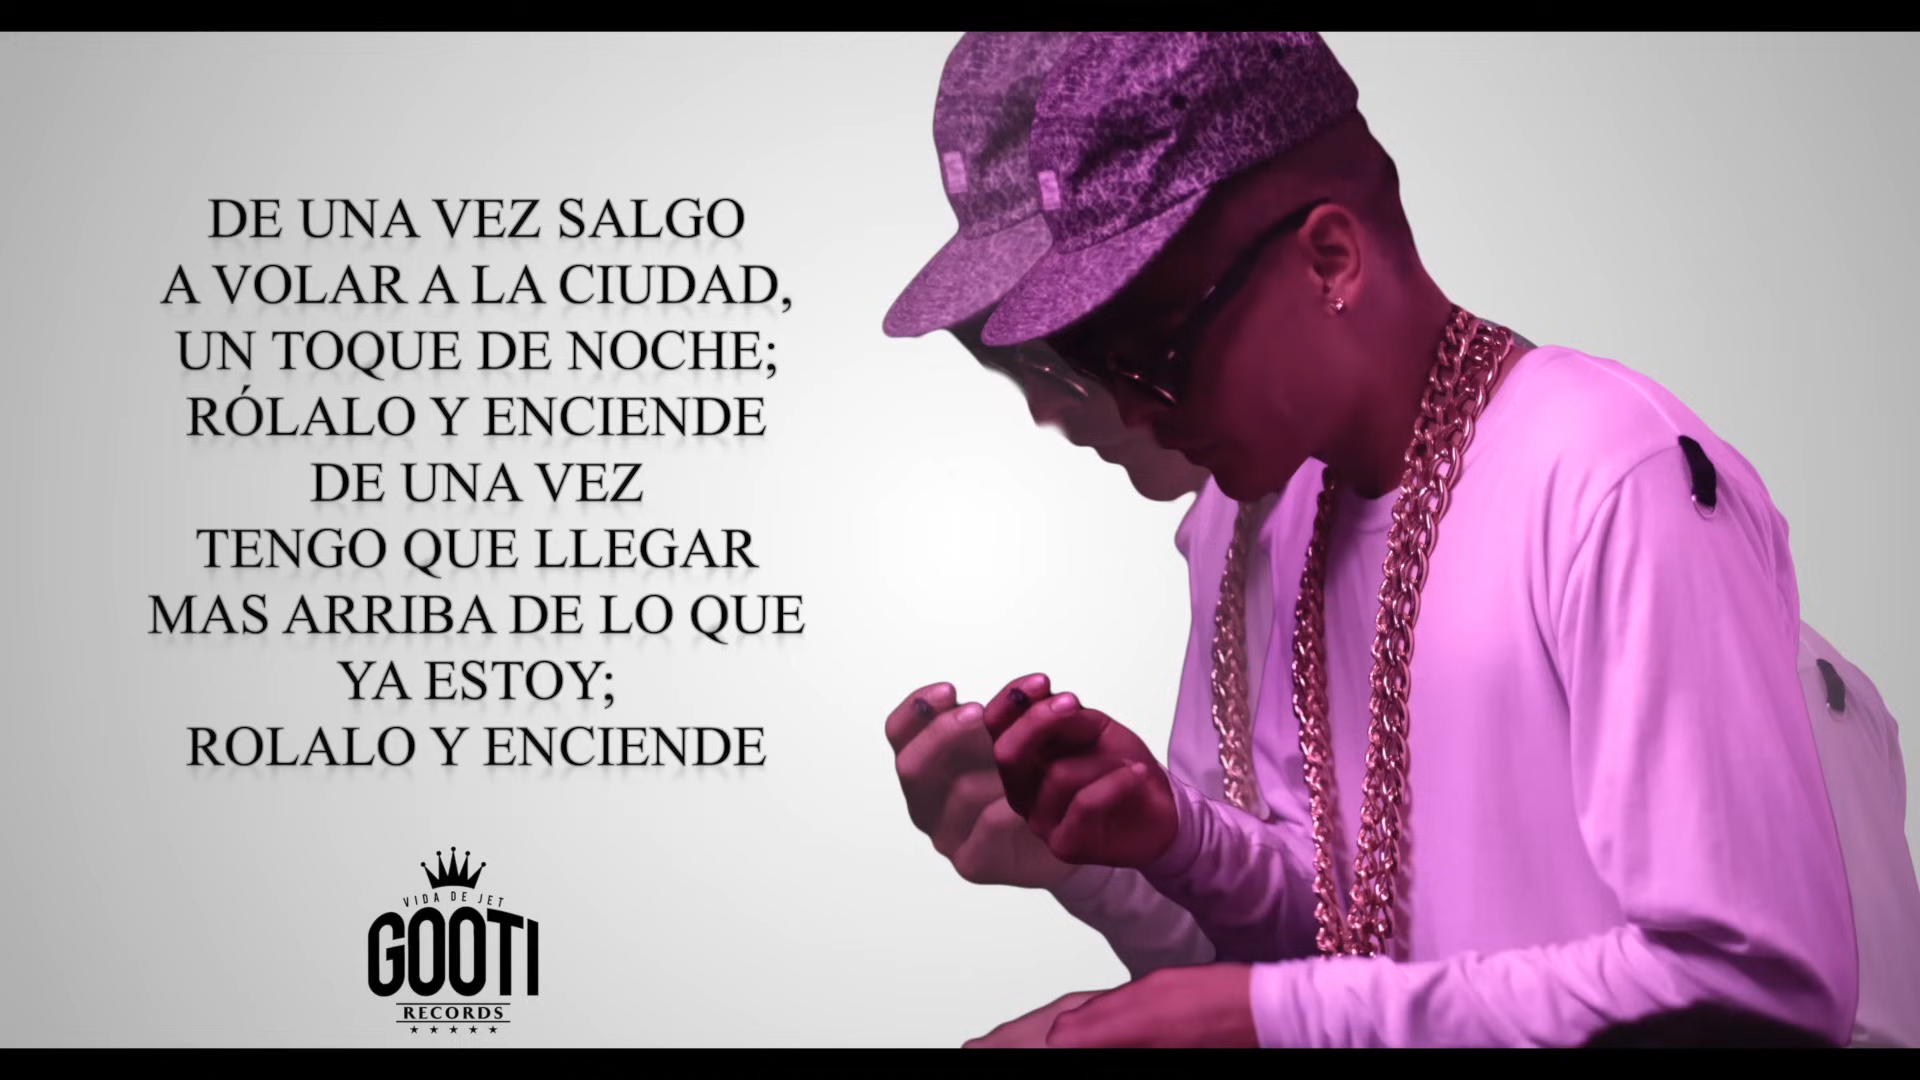 DE UNA VEZ SALGO
A VOLAR A LA CIUDAD,
UN TOQUE DE NOCHE;
RÓLALO Y ENCIENDE
DE UNA VEZ
TENGO QUE LLEGAR
MAS ARRIBA DE LO QUE
YA ESTOY;
ROLALO Y ENCIENDE
VIDA DE JET
GOOTI
RECORDS